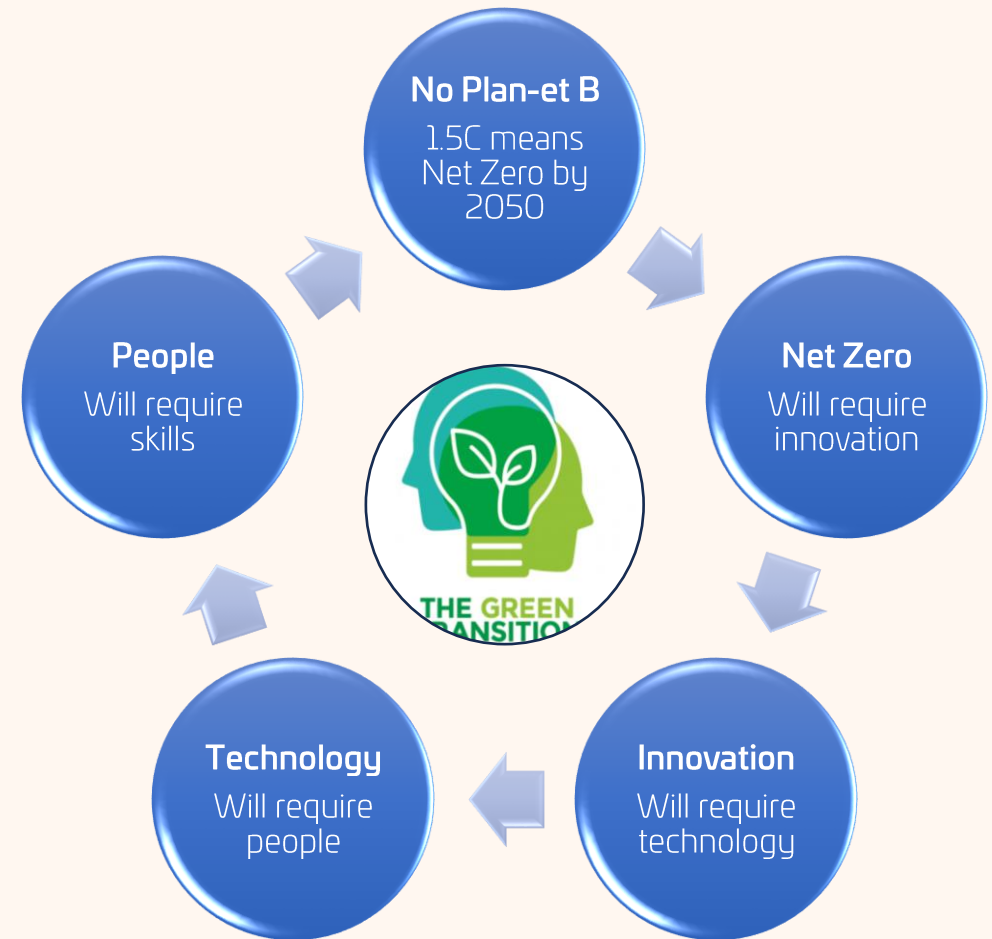 No Plan-et B
1.5C means
Net Zero by
2050
Net Zero
Will require
innovation
Innovation
Will require
technology
Technology
Will require
people
People
Will require
skills
THE GREEN
RANSITION